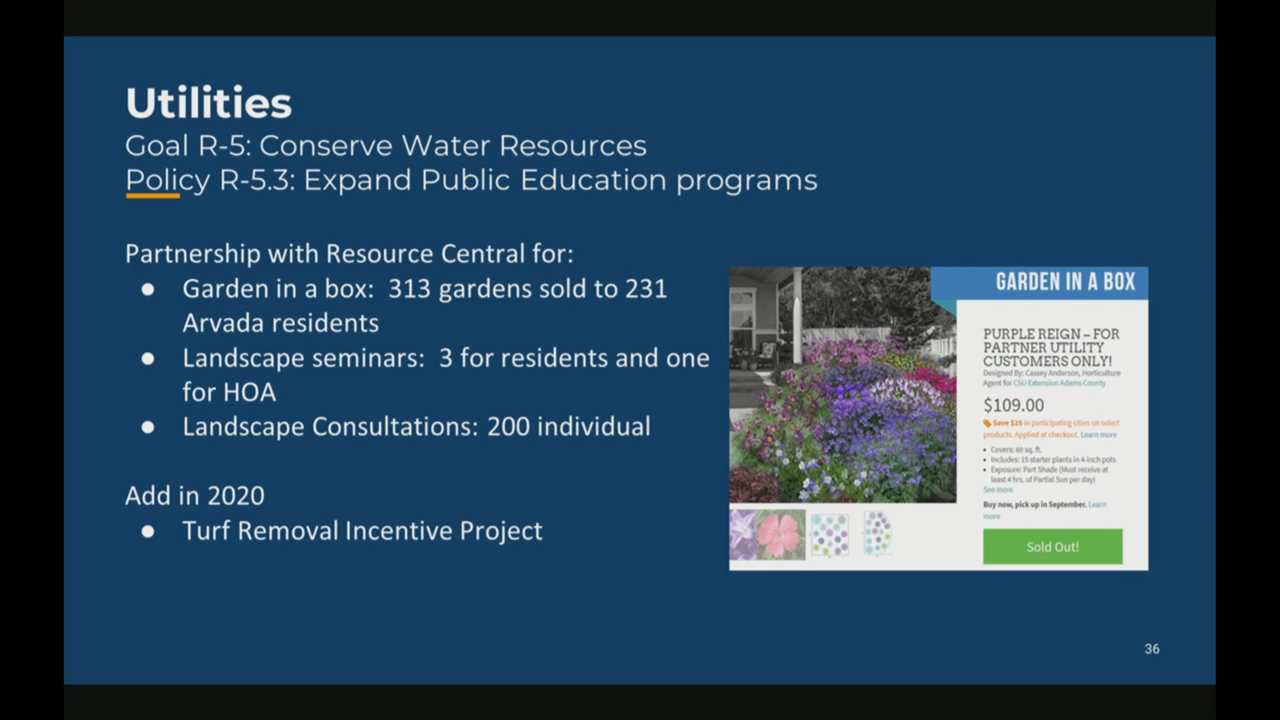 Utilities
Goal R-5: Conserve Water Resources
Policy R-5.3: Expand Public Education programs
Partnership with Resource Central for:
● Garden in a box: 313 gardens sold to 231
Arvada residents
● Landscape seminars: 3 for residents and one
for HOA
● Landscape Consultations: 200 individual
Add in 2020
● Turf Removal Incentive Project
GARDEN IN A BOX
PURPLE REIGN – FOR
PARTNER UTILITY
CUSTOMERS ONLY!
Designed By: Cassey Anderson, Horticulture
Agent for CSU Extension Adams County
$109.00
Save $25 in participating cities on select
products. Applied at checkout. Learn more
• Covers: 60 sq. ft.
• Includes: 15 starter plants in 4-inch pots
• Exposure: Part Shade (Must receive at
least 4 hrs. of Partial Sun per day)
See more
Buy now, pick up in September. Learn
more
Sold Out!
36